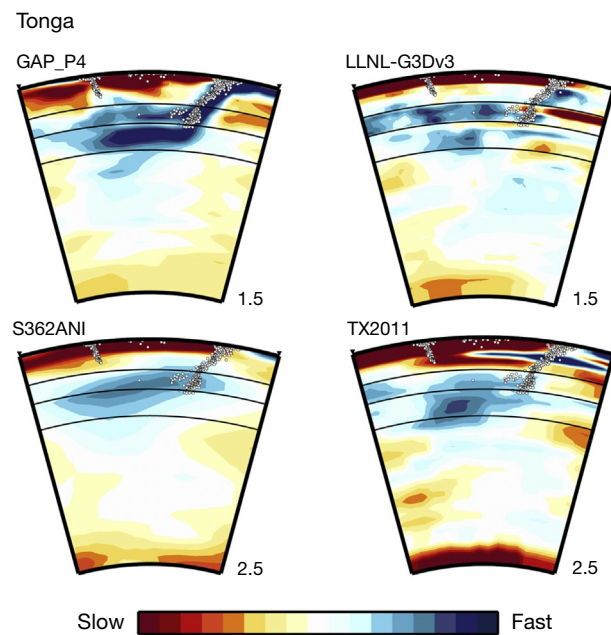 Tonga
GAP_P4
LLNL-G3Dv3
1.5
1.5
S362ANI
TX2011
2.5
2.5
Slow
Fast